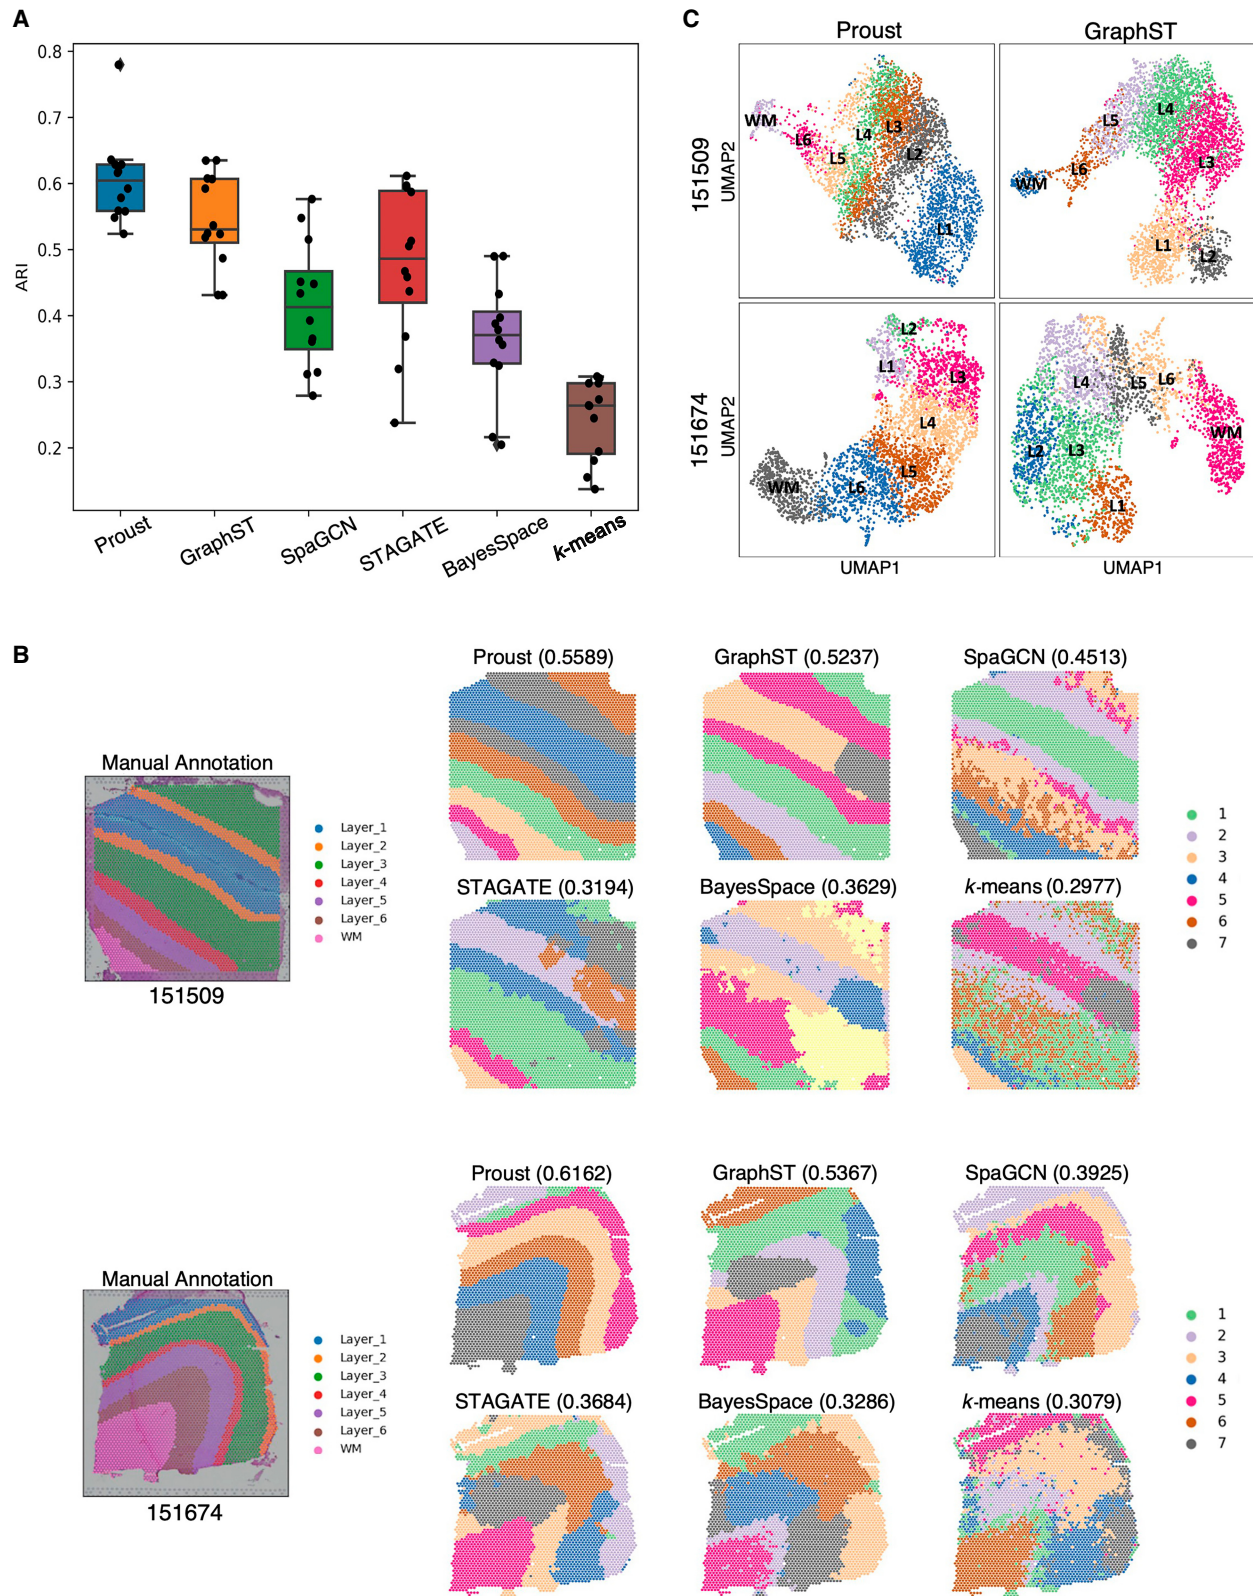 A
0.8
0.7
0.6
0.5
0.4
0.3
0.2
ARI
Proust
GraphST
SpaGCN
STAGATE
BayesSpace
k-means
C
Proust
GraphST
151509
UMAP2
WM
L6
L5
L4
L3
L2
L1
L5
L4
L3
L6
WM
L1
L2
151674
UMAP2
L2
L1
L3
L4
L5
L6
WM
L4
L5
L6
WM
L2
L3
L1
UMAP1
UMAP1
B
Manual Annotation
Layer_1
Layer_2
Layer_3
Layer_4
Layer_5
Layer_6
WM
151509
Proust (0.5589)
GraphST (0.5237)
SpaGCN (0.4513)
STAGATE (0.3194)
BayesSpace (0.3629)
k-means (0.2977)
1
2
3
4
5
6
7
Manual Annotation
Layer_1
Layer_2
Layer_3
Layer_4
Layer_5
Layer_6
WM
151674
Proust (0.6162)
GraphST (0.5367)
SpaGCN (0.3925)
STAGATE (0.3684)
BayesSpace (0.3286)
k-means (0.3079)
1
2
3
4
5
6
7